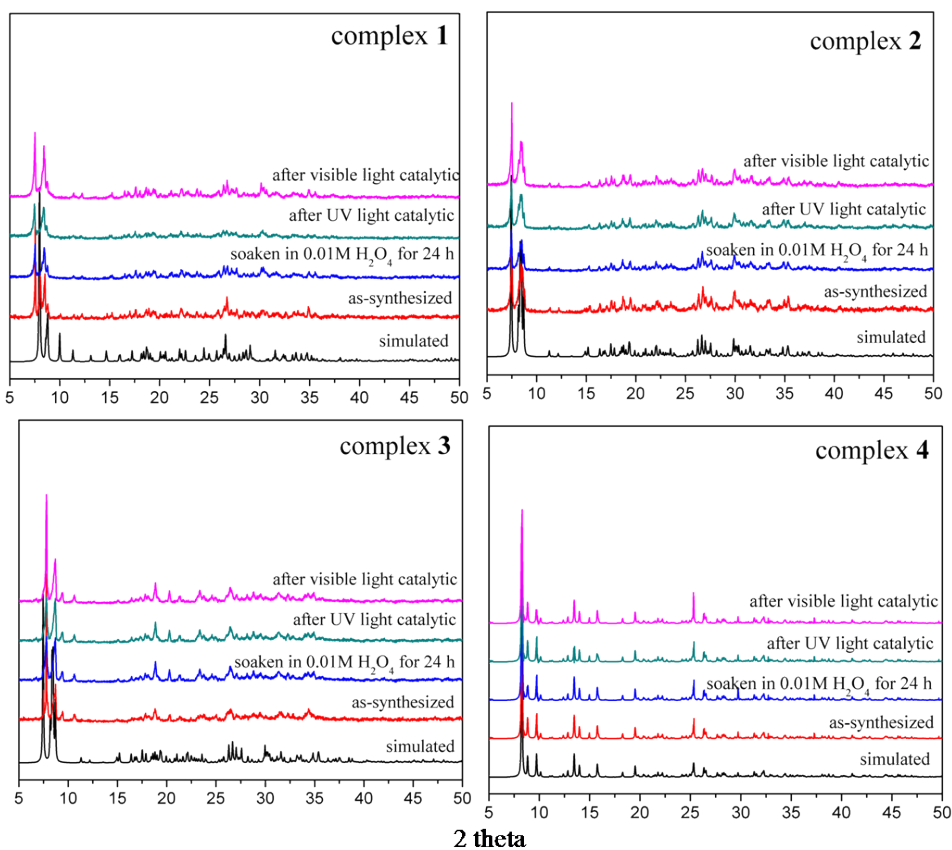 complex 1
after visible light catalytic
after UV light catalytic
soaken in 0.01M H₂O₄ for 24 h
as-synthesized
simulated
5 10 15 20 25 30 35 40 45 50
complex 2
after visible light catalytic
after UV light catalytic
soaken in 0.01M H₂O₄ for 24 h
as-synthesized
simulated
5 10 15 20 25 30 35 40 45 50
complex 3
after visible light catalytic
after UV light catalytic
soaken in 0.01M H₂O₄ for 24 h
as-synthesized
simulated
5 10 15 20 25 30 35 40 45 50
complex 4
after visible light catalytic
after UV light catalytic
soaken in 0.01M H₂O₄ for 24 h
as-synthesized
simulated
5 10 15 20 25 30 35 40 45 50
2 theta